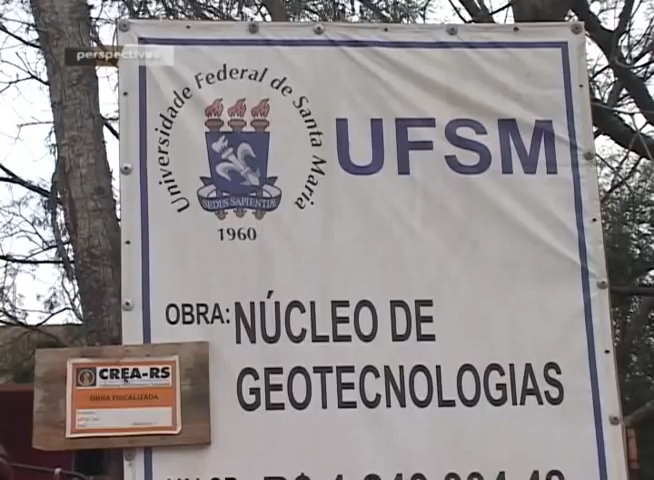 perspectivas
Universidade Federal de Santa Maria
SEDES SAPIENTIAE
1960
UFSM
OBRA: NÚCLEO DE
GEOTECNOLOGIAS
CREA-RS
OBRA FISCALIZADA